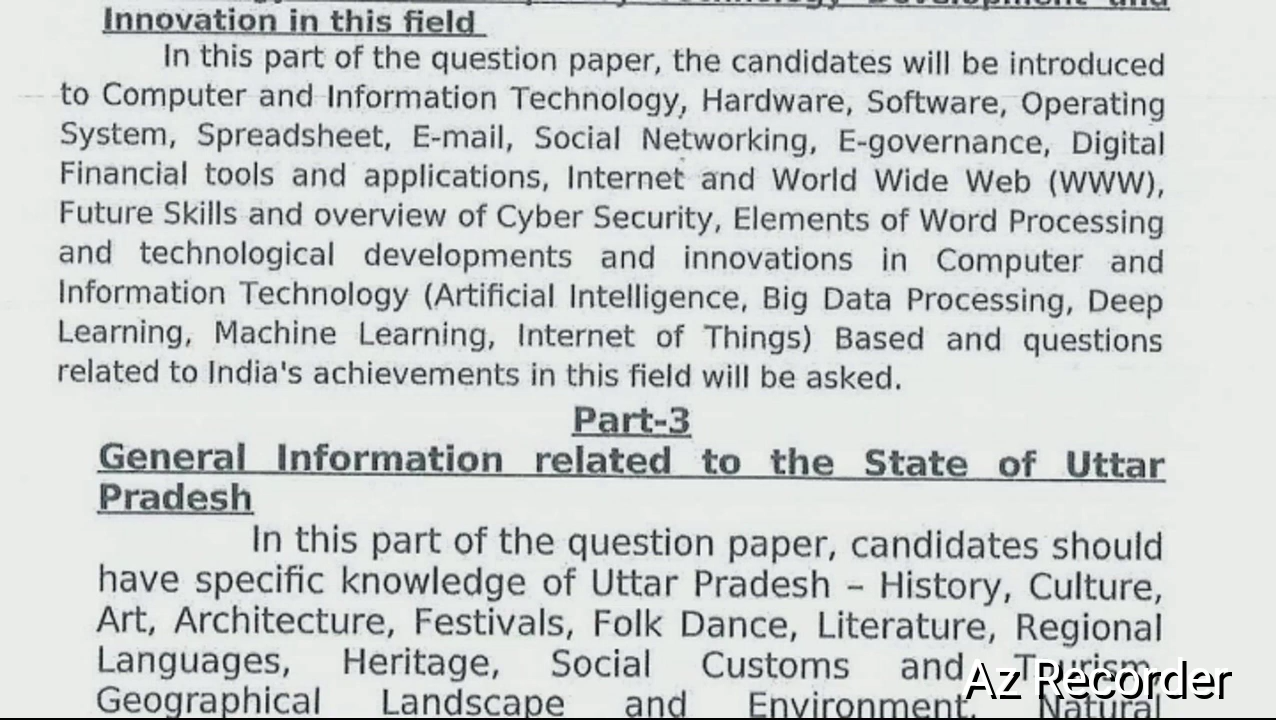 Technology Development and
Innovation in this field
In this part of the question paper, the candidates will be introduced
to Computer and Information Technology, Hardware, Software, Operating
System, Spreadsheet, E-mail, Social Networking, E-governance, Digital
Financial tools and applications, Internet and World Wide Web (WWW),
Future Skills and overview of Cyber Security, Elements of Word Processing
and technological developments and innovations in Computer and
Information Technology (Artificial Intelligence, Big Data Processing, Deep
Learning, Machine Learning, Internet of Things) Based and questions
related to India's achievements in this field will be asked.
Part-3
General Information related to the State of Uttar
Pradesh
In this part of the question paper, candidates should
have specific knowledge of Uttar Pradesh – History, Culture,
Art, Architecture, Festivals, Folk Dance, Literature, Regional
Languages, Heritage, Social Customs and Tourism,
Geographical Landscape and Environment, Natural
Az Recorder